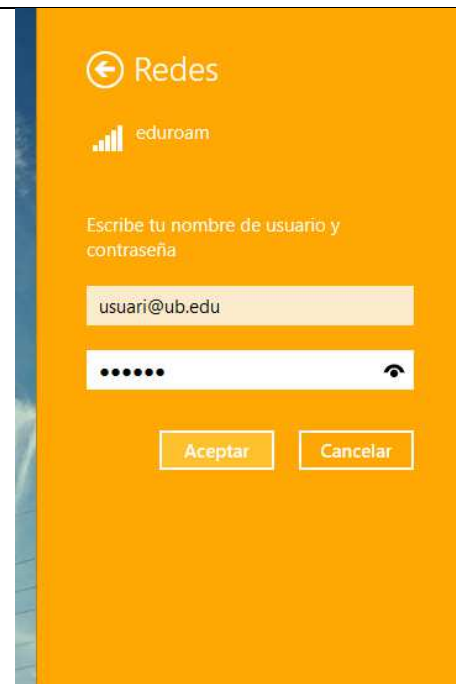 Redes
eduroam
Escribe tu nombre de usuario y
contraseña
usuari@ub.edu
••••••
Aceptar
Cancelar